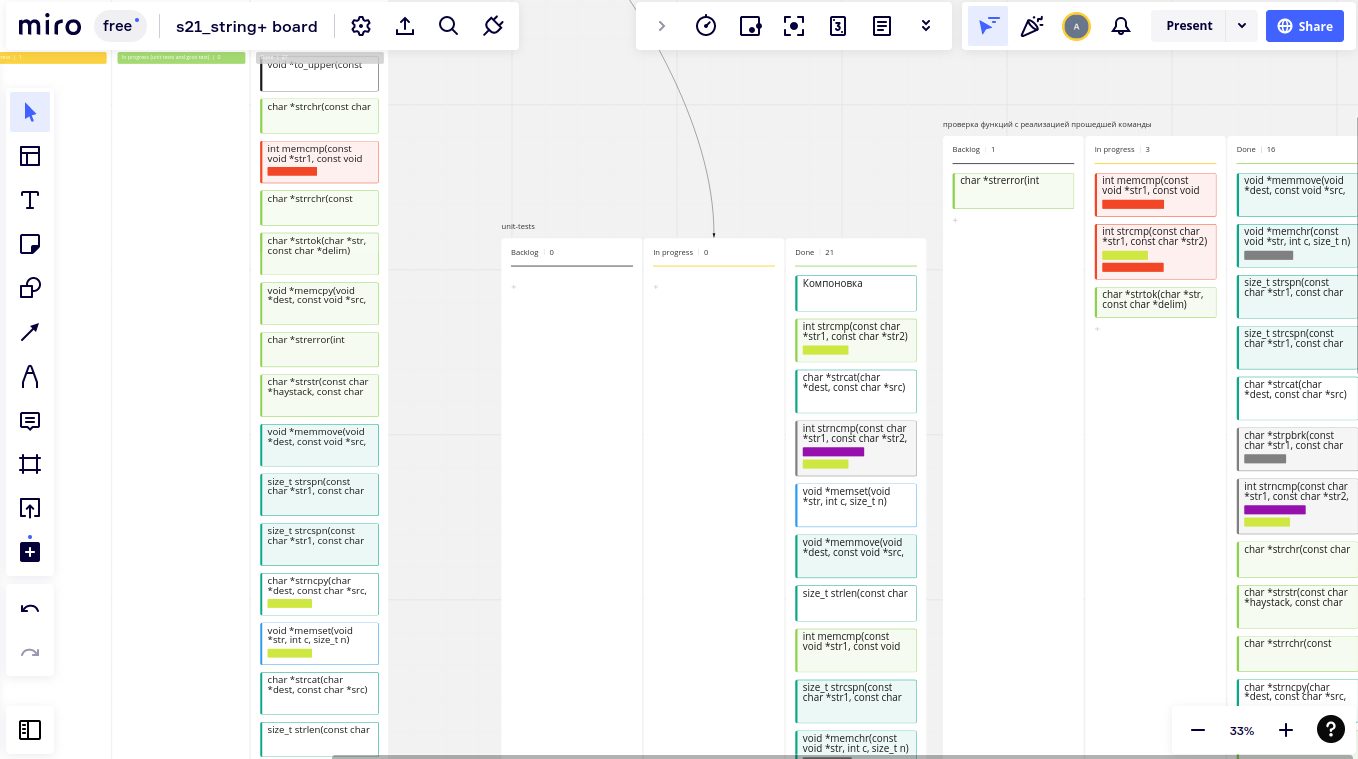 miro
free
s21_string+ board
3
A
Present
Share
| 1
In progress (just tests and goto next) | 0
void *to_upper(const
char *strchr(const char
int memcmp(const
void *str1, const void
char *strrchr(const
char *strtok(char *str,
const char *delim)
void *memcpy(void
*dest, const void *src,
char *strerror(int
char *strstr(const char
*haystack, const char
void *memmove(void
*dest, const void *src,
size_t strspn(const
char *str1, const char
size_t strcspn(const
char *str1, const char
char *strncpy(char
*dest, const char *src,
void *memset(void
*str, int c, size_t n)
char *strcat(char
*dest, const char *src)
size_t strlen(const char
unit-tests
Backlog | 0
+
In progress | 0
+
Done | 21
Компоновка
int strcmp(const char
*str1, const char *str2)
char *strcat(char
*dest, const char *src)
int strncmp(const char
*str1, const char *str2,
void *memset(void
*str, int c, size_t n)
void *memmove(void
*dest, const void *src,
size_t strlen(const char
int memcmp(const
void *str1, const void
size_t strcspn(const
char *str1, const char
void *memchr(const
void *str, int c, size_t n)
проверка функций с реализацией прошедшей команды
Backlog | 1
char *strerror(int
+
In progress | 3
int memcmp(const
void *str1, const void
int strcmp(const char
*str1, const char *str2)
char *strtok(char *str,
const char *delim)
+
Done | 16
void *memmove(void
*dest, const void *src,
void *memchr(const
void *str, int c, size_t n)
size_t strspn(const
char *str1, const char
size_t strcspn(const
char *str1, const char
char *strcat(char
*dest, const char *src)
char *strpbrk(const
char *str1, const char
int strncmp(const char
*str1, const char *str2,
char *strchr(const char
char *strstr(const char
*haystack, const char
char *strrchr(const
char *strncpy(char
*dest, const char *src,
33%
?